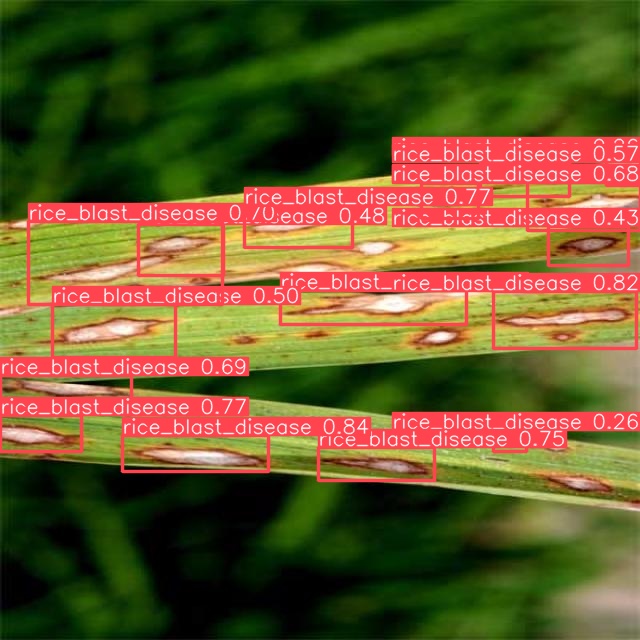 rice_blast_disease 0.57
rice_blast_disease 0.68
rice_blast_disease 0.77
rice_blast_disease 0.70
ease 0.48
rice_blast_disease 0.43
rice_blast_disease 0.82
rice_blast_disease 0.50
rice_blast_disease 0.69
rice_blast_disease 0.77
rice_blast_disease 0.84
rice_blast_disease 0.26
rice_blast_disease 0.75